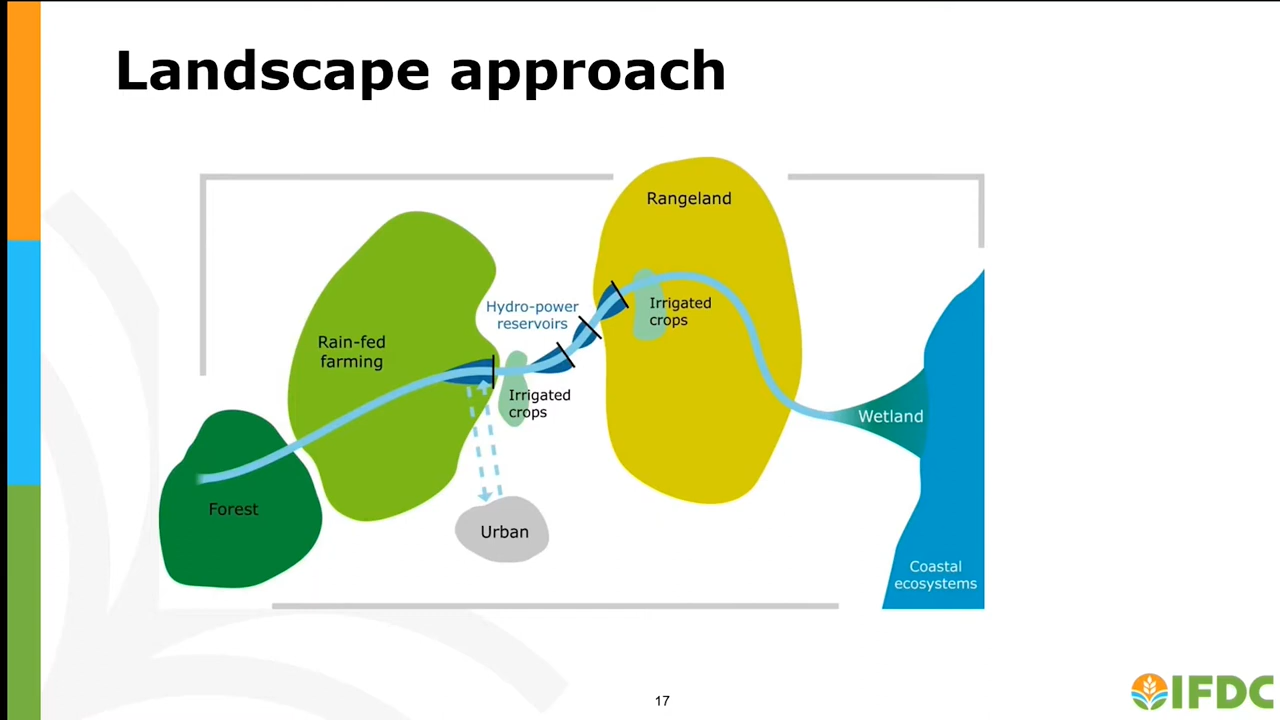 Landscape approach
Rangeland
Hydro-power
reservoirs
Irrigated
crops
Rain-fed
farming
Irrigated
crops
Wetland
Forest
Urban
Coastal
ecosystems
17
IFDC